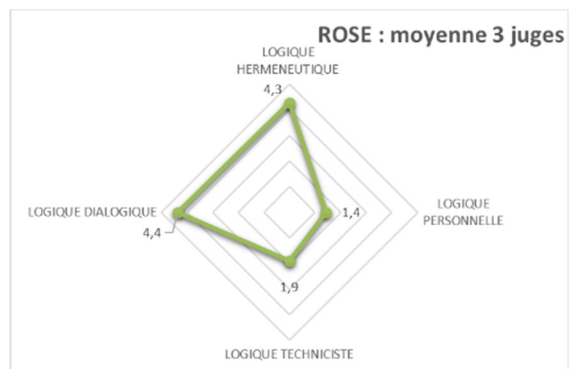 ROSE : moyenne 3 juges
LOGIQUE
HERMENEUTIQUE
4,3
LOGIQUE DIALOGIQUE
4,4
1,4
LOGIQUE
PERSONNELLE
1,9
LOGIQUE TECHNICISTE